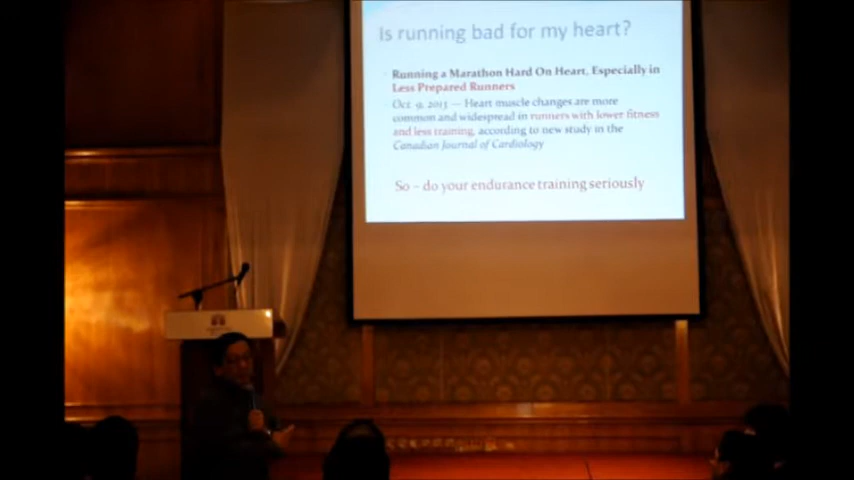 Is running bad for my heart?
Running a Marathon Hard On Heart, Especially in
Less Prepared Runners
Oct. 9, 2013 — Heart muscle changes are more
common and widespread in runners with lower fitness
and less training, according to new study in the
Canadian Journal of Cardiology
So – do your endurance training seriously